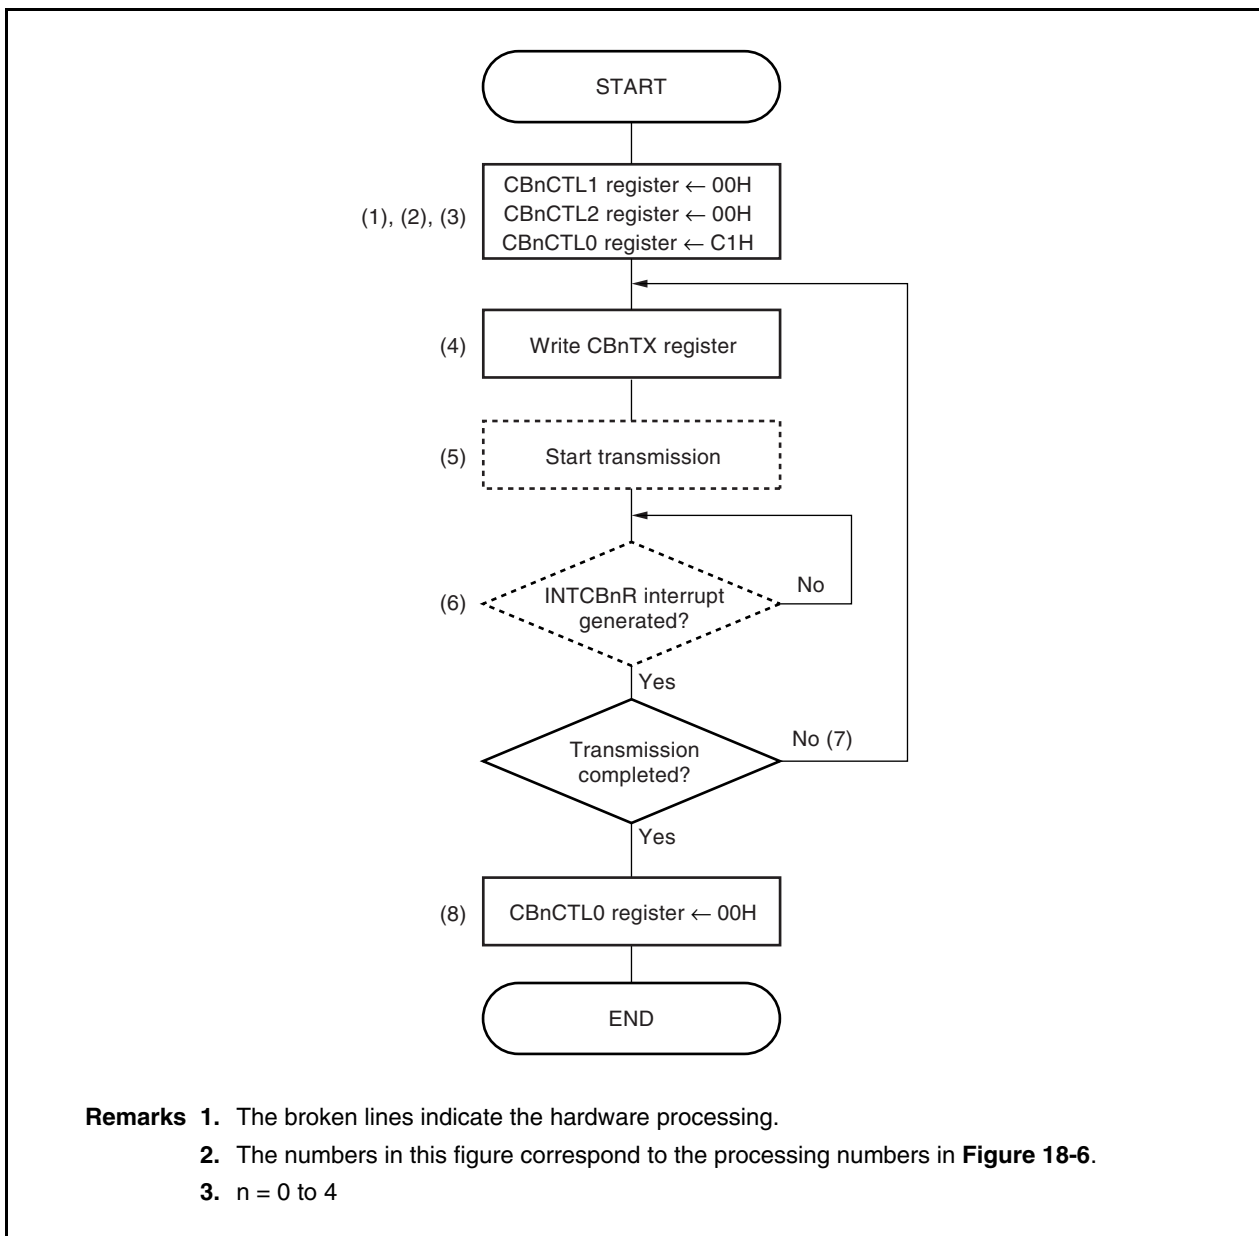 START
CBnCTL1 register ← 00H
CBnCTL2 register ← 00H
(1), (2), (3)
CBnCTL0 register ← C1H
(4)
Write CBnTX register
(5)
Start transmission
(6)
INTCBnR interrupt
generated?
No
Yes
Transmission
completed?
No (7)
Yes
(8)
CBnCTL0 register ← 00H
END
Remarks 1. The broken lines indicate the hardware processing.
2. The numbers in this figure correspond to the processing numbers in Figure 18-6.
3. n = 0 to 4